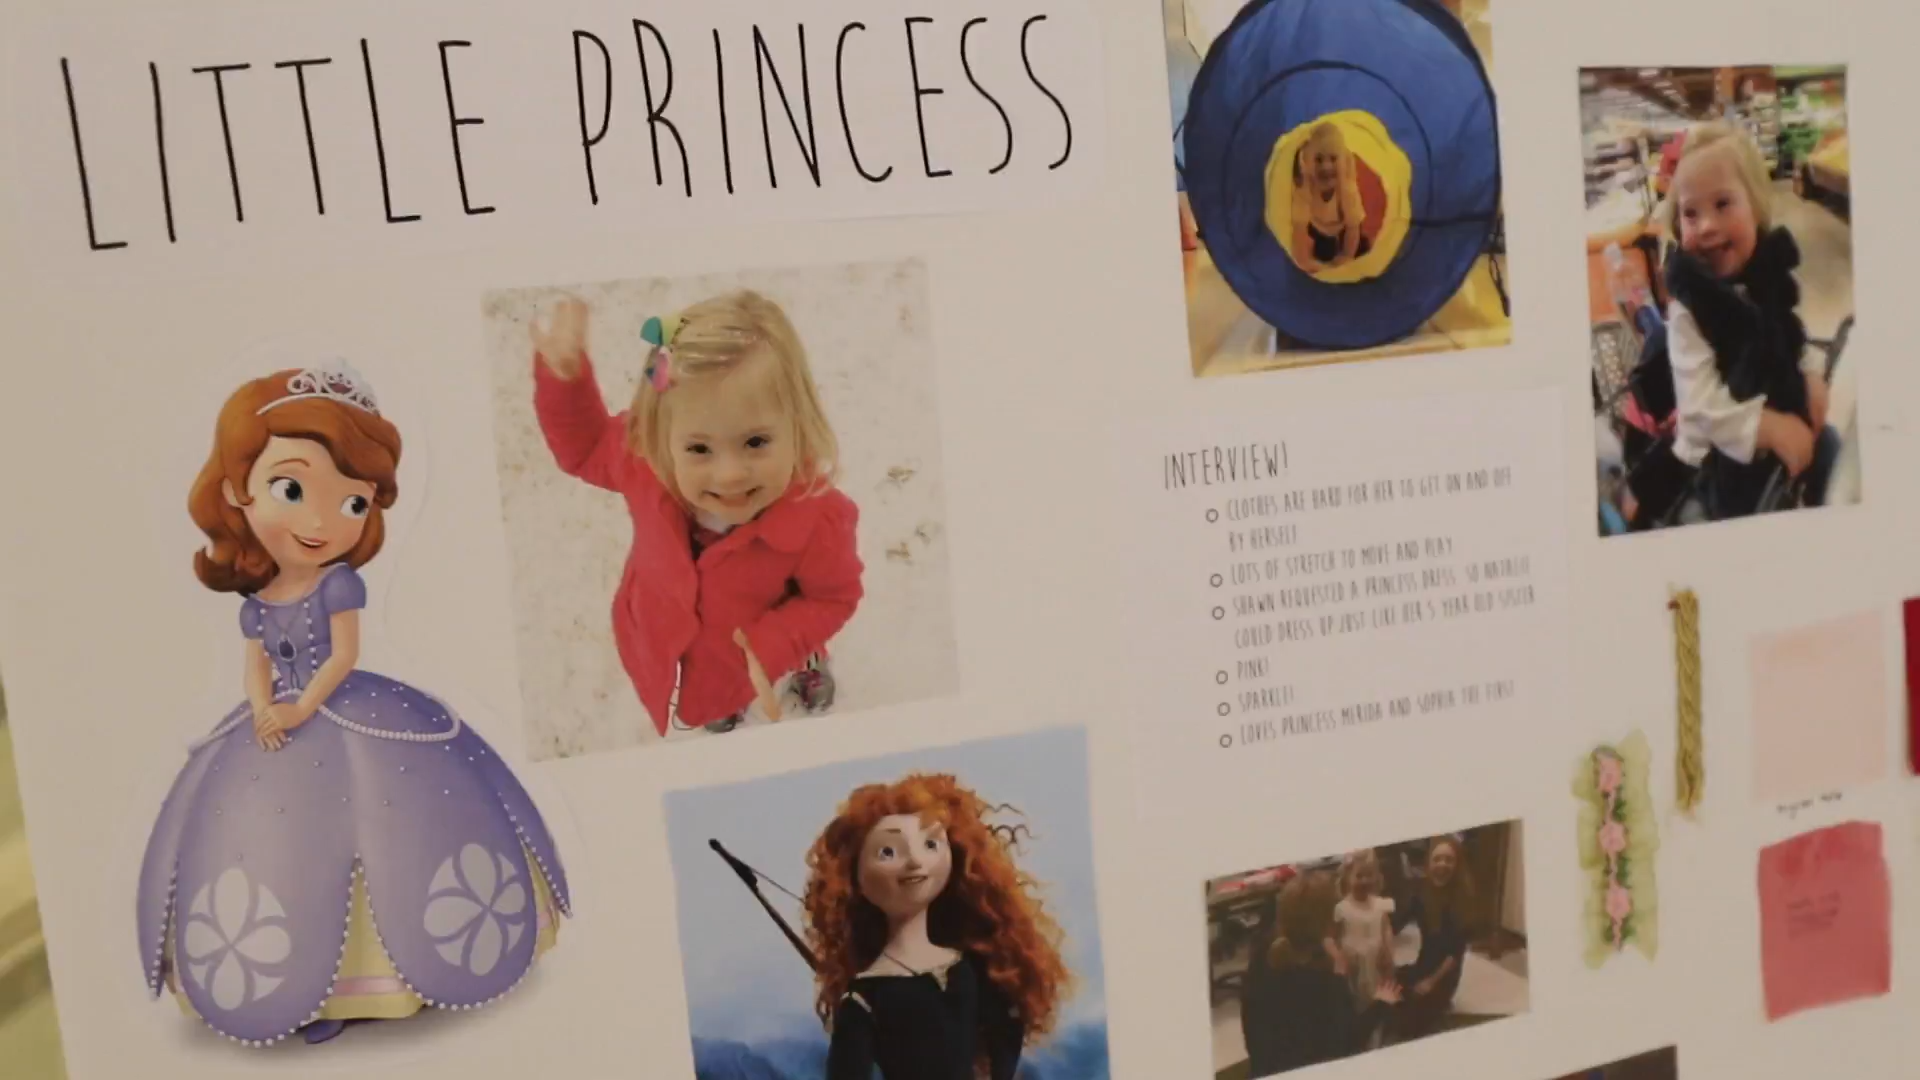 LITTLE PRINCESS
INTERVIEW!
CLOTHES ARE HARD FOR HER TO GET ON AND OFF
BY HERSELF
LOTS OF STRETCH TO MOVE AND PLAY
SHAWN REQUESTED A PRINCESS DRESS SO NATALIE
COULD DRESS UP JUST LIKE HER 5 YEAR OLD SISTER
PINK!
SPARKLE!
LOVES PRINCESS MERIDA AND SOPHIA THE FIRST